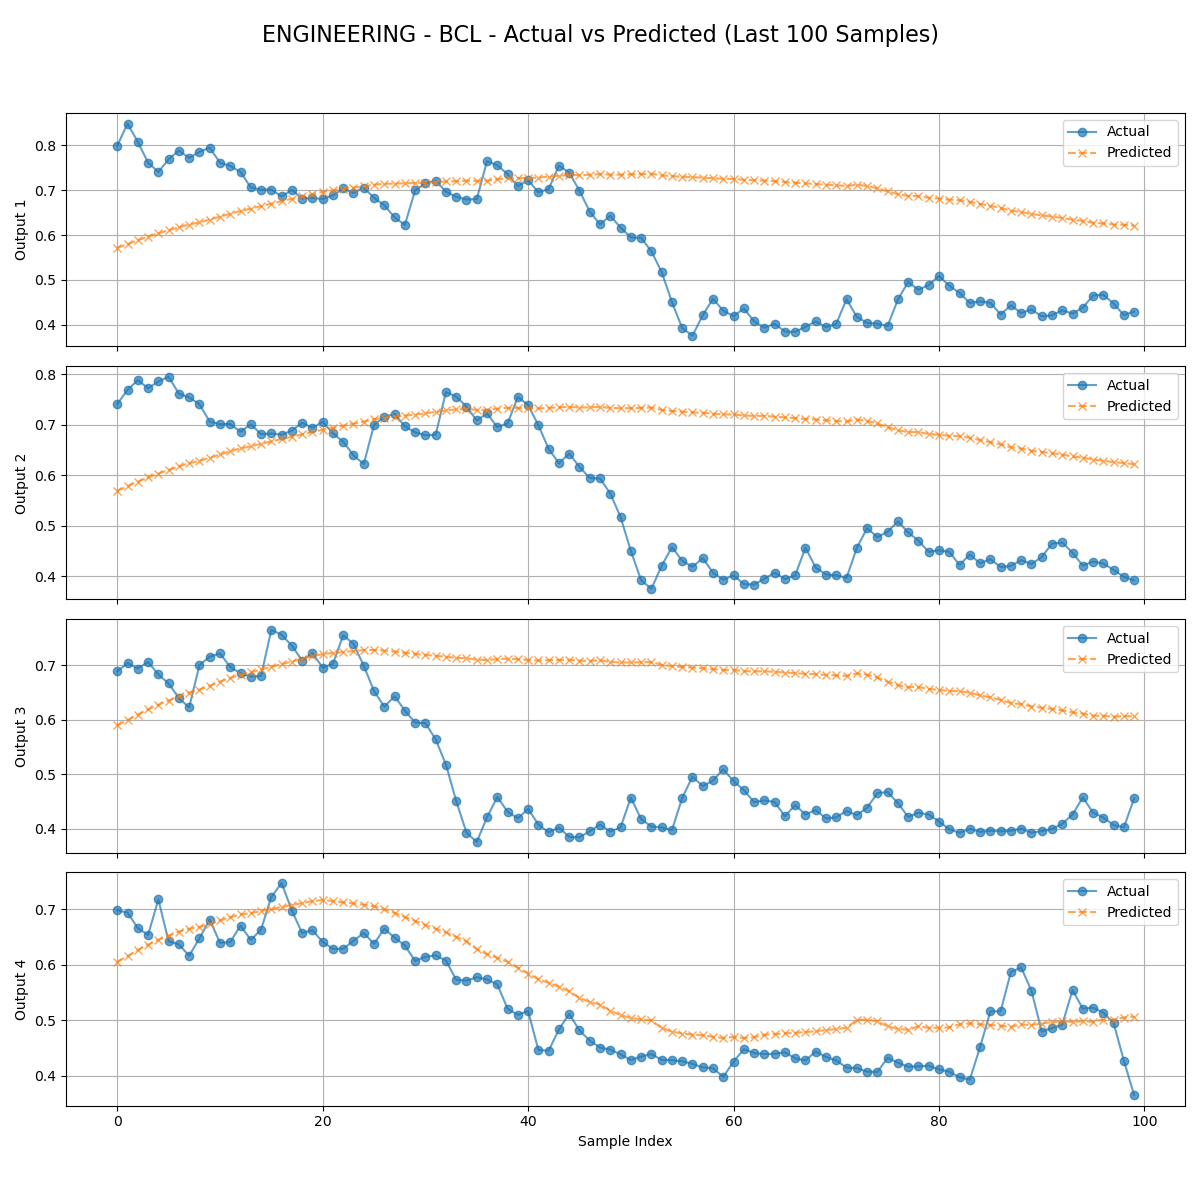 ENGINEERING - BCL - Actual vs Predicted (Last 100 Samples)
Output 1
0.8
0.7
0.6
0.5
0.4
Actual
Predicted
Output 2
0.8
0.7
0.6
0.5
0.4
Actual
Predicted
Output 3
0.7
0.6
0.5
0.4
Actual
Predicted
Output 4
0.7
0.6
0.5
0.4
Actual
Predicted
0 20 40 60 80 100
Sample Index